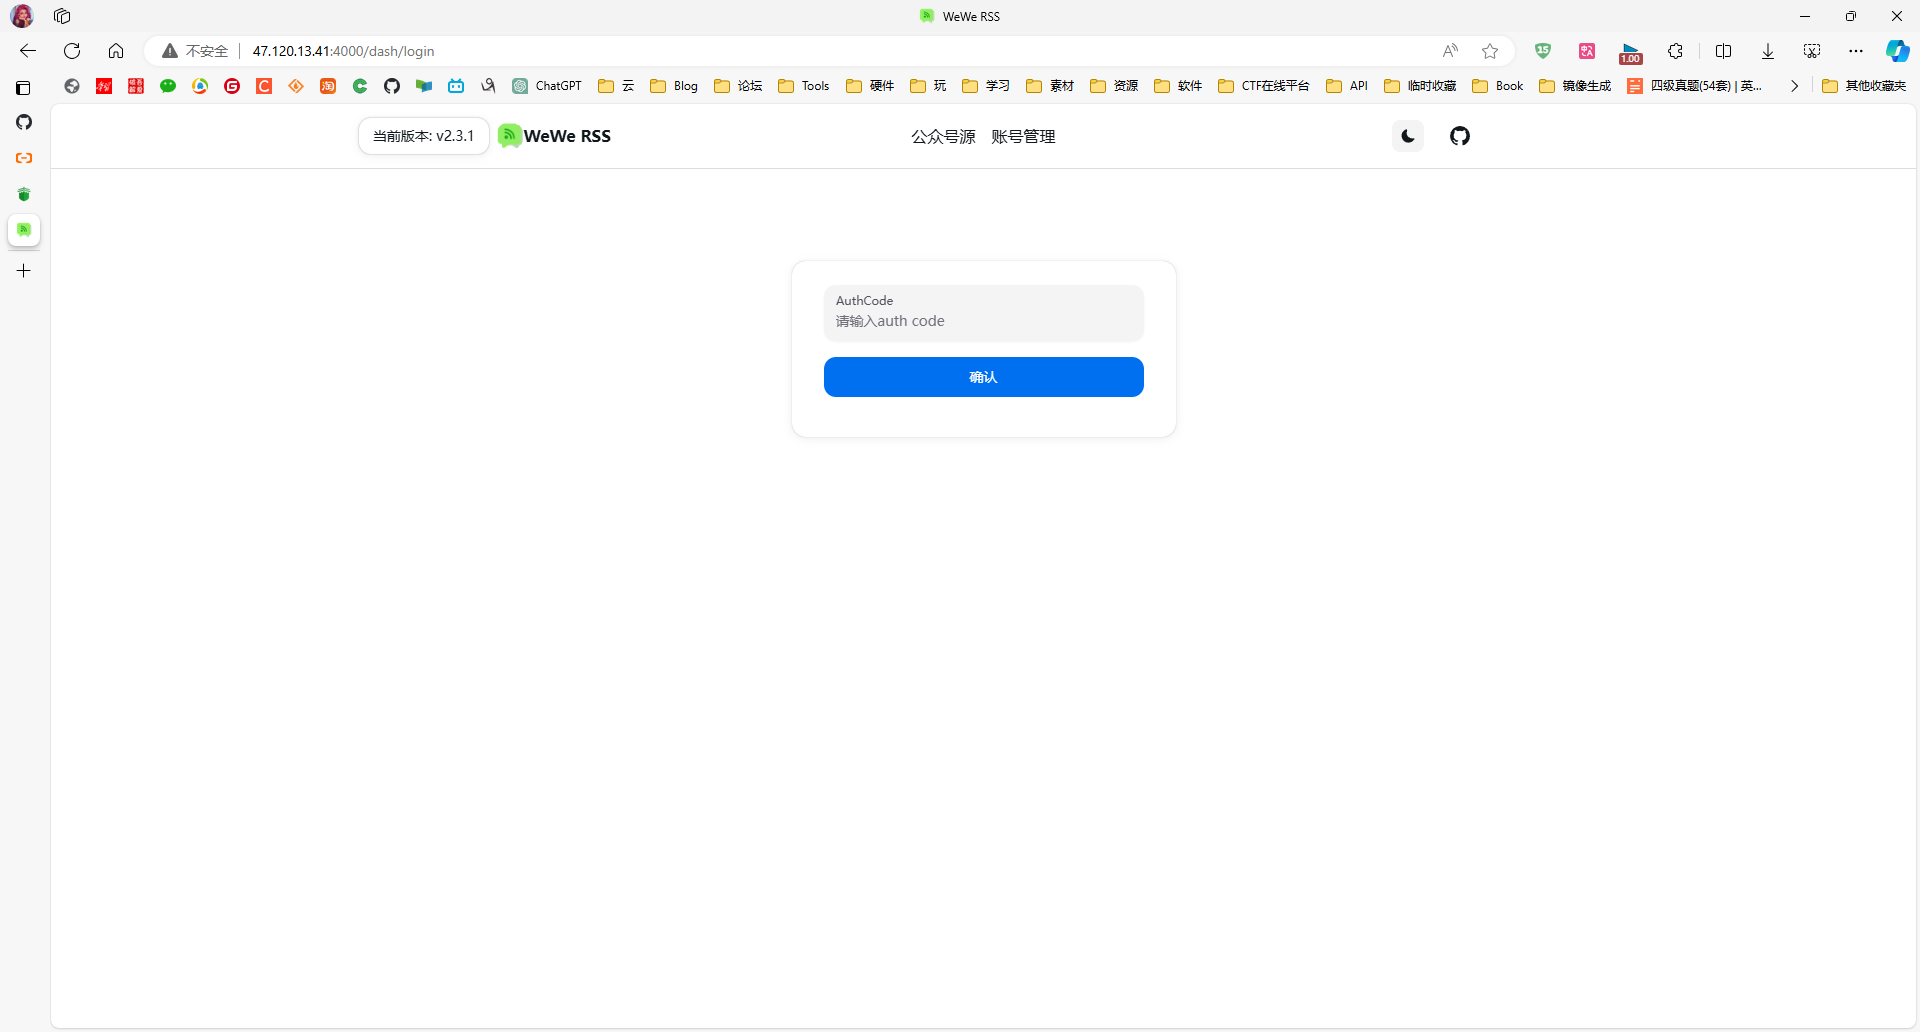 WeWe RSS
不安全
47.120.13.41:4000/dash/login
15
1.00
ChatGPT 云 Blog 论坛 Tools 硬件 玩 学习 素材 资源 软件 CTF在线平台 API 临时收藏 Book 镜像生成 四级真题(54套) | 英... 其他收藏夹
当前版本: v2.3.1
WeWe RSS
公众号源 账号管理
AuthCode
请输入auth code
确认